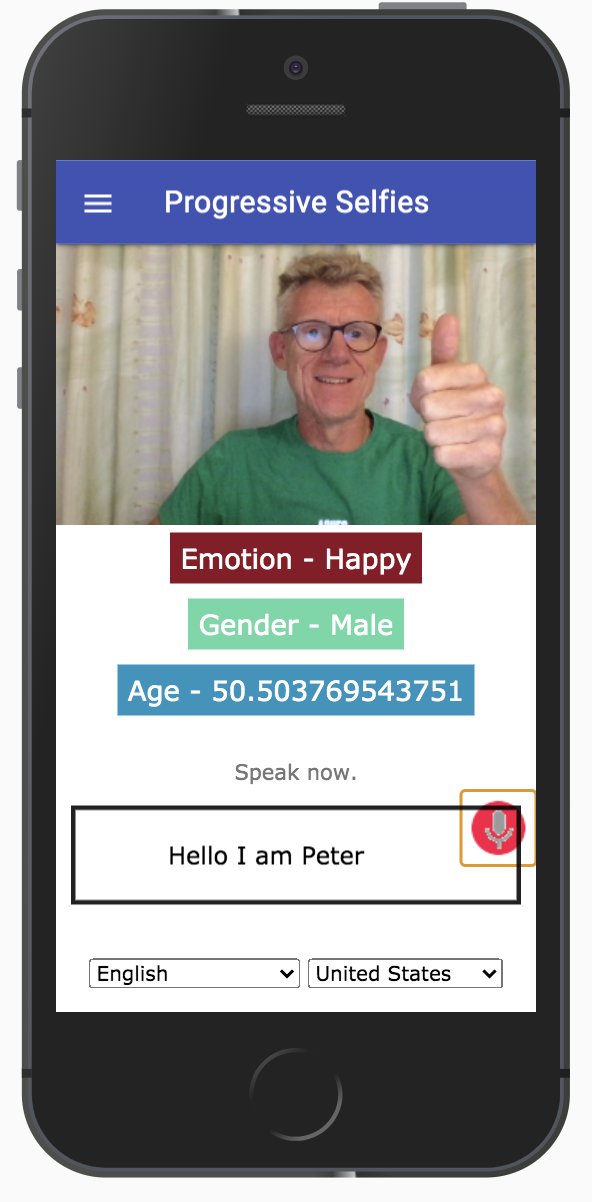 Progressive Selfies
Emotion - Happy
Gender - Male
Age - 50.503769543751
Speak now.
Hello I am Peter
English
United States